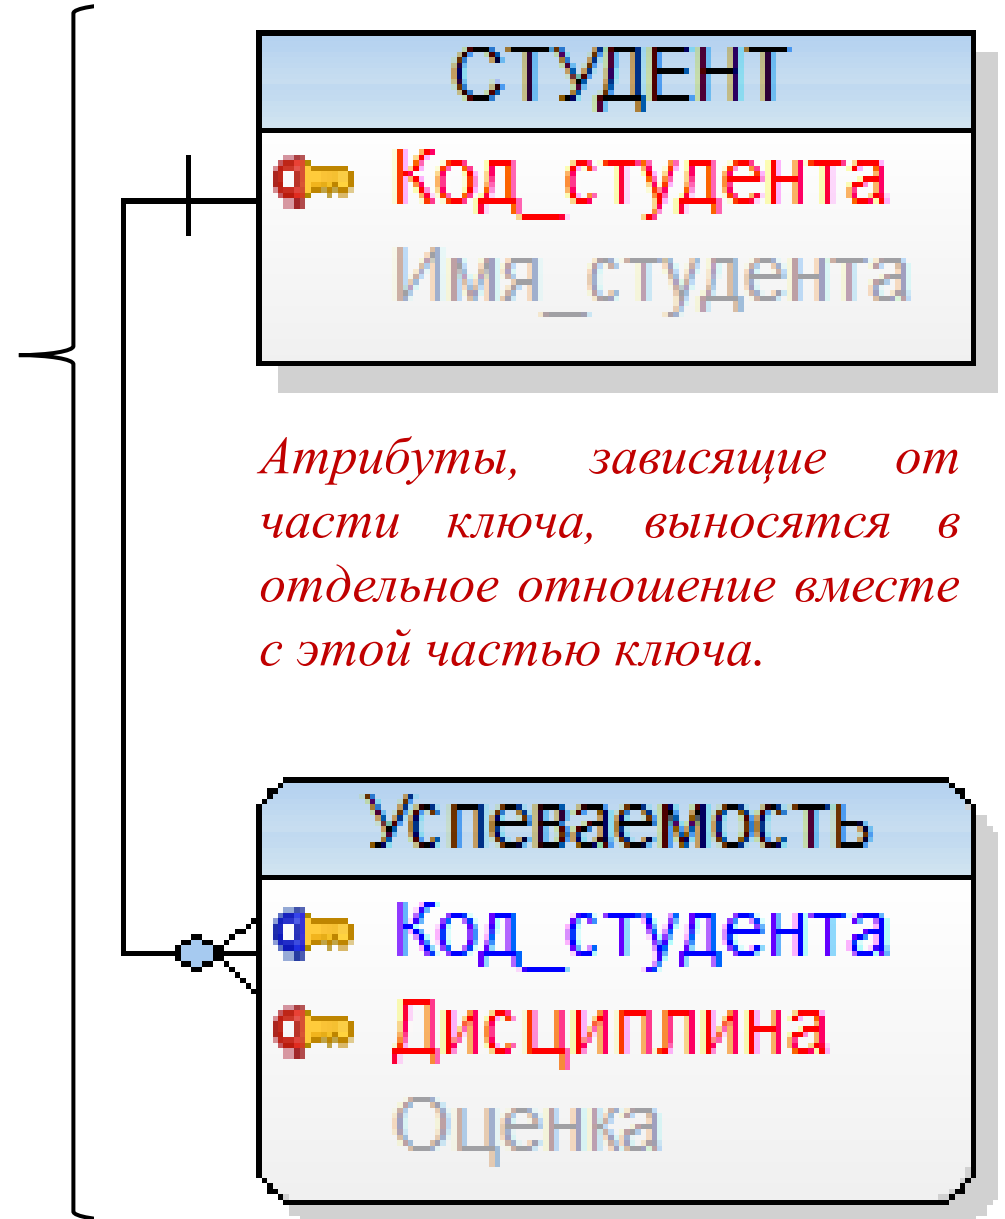 СТУДЕНТ
Код_студента
Имя_студента
Атрибуты, зависящие от
части ключа, выносятся в
отдельное отношение вместе
с этой частью ключа.
Успеваемость
Код_студента
Дисциплина
Оценка